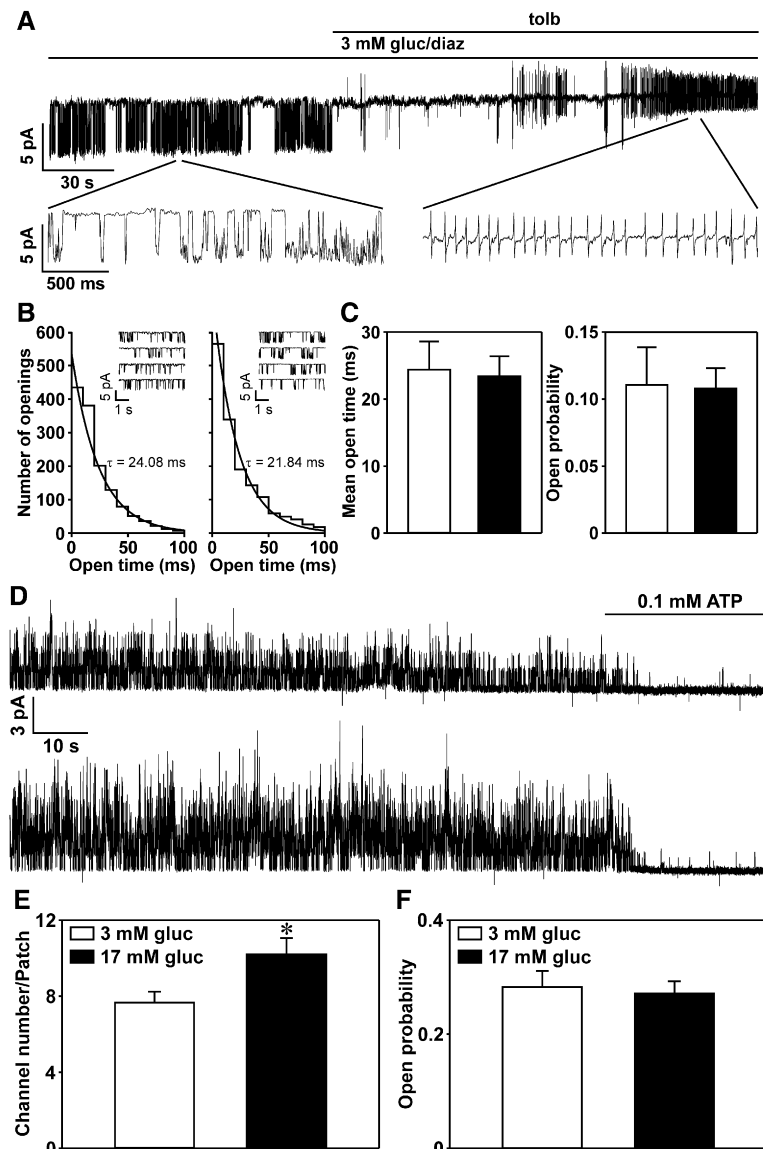 A
tolb
3 mM gluc/diaz
5 pA
30 s
5 pA
500 ms
B
Number of openings
600
500
400
300
200
100
0
5 pA
1 s
τ = 24.08 ms
0 50 100
Open time (ms)
5 pA
1 s
τ = 21.84 ms
0 50 100
Open time (ms)
C
Mean open time (ms)
30
20
10
0
Open probability
0.15
0.10
0.05
0
D
0.1 mM ATP
3 pA
10 s
E
Channel number/Patch
12
8
4
0
3 mM gluc
17 mM gluc
*
F
Open probability
0.4
0.2
0
3 mM gluc
17 mM gluc